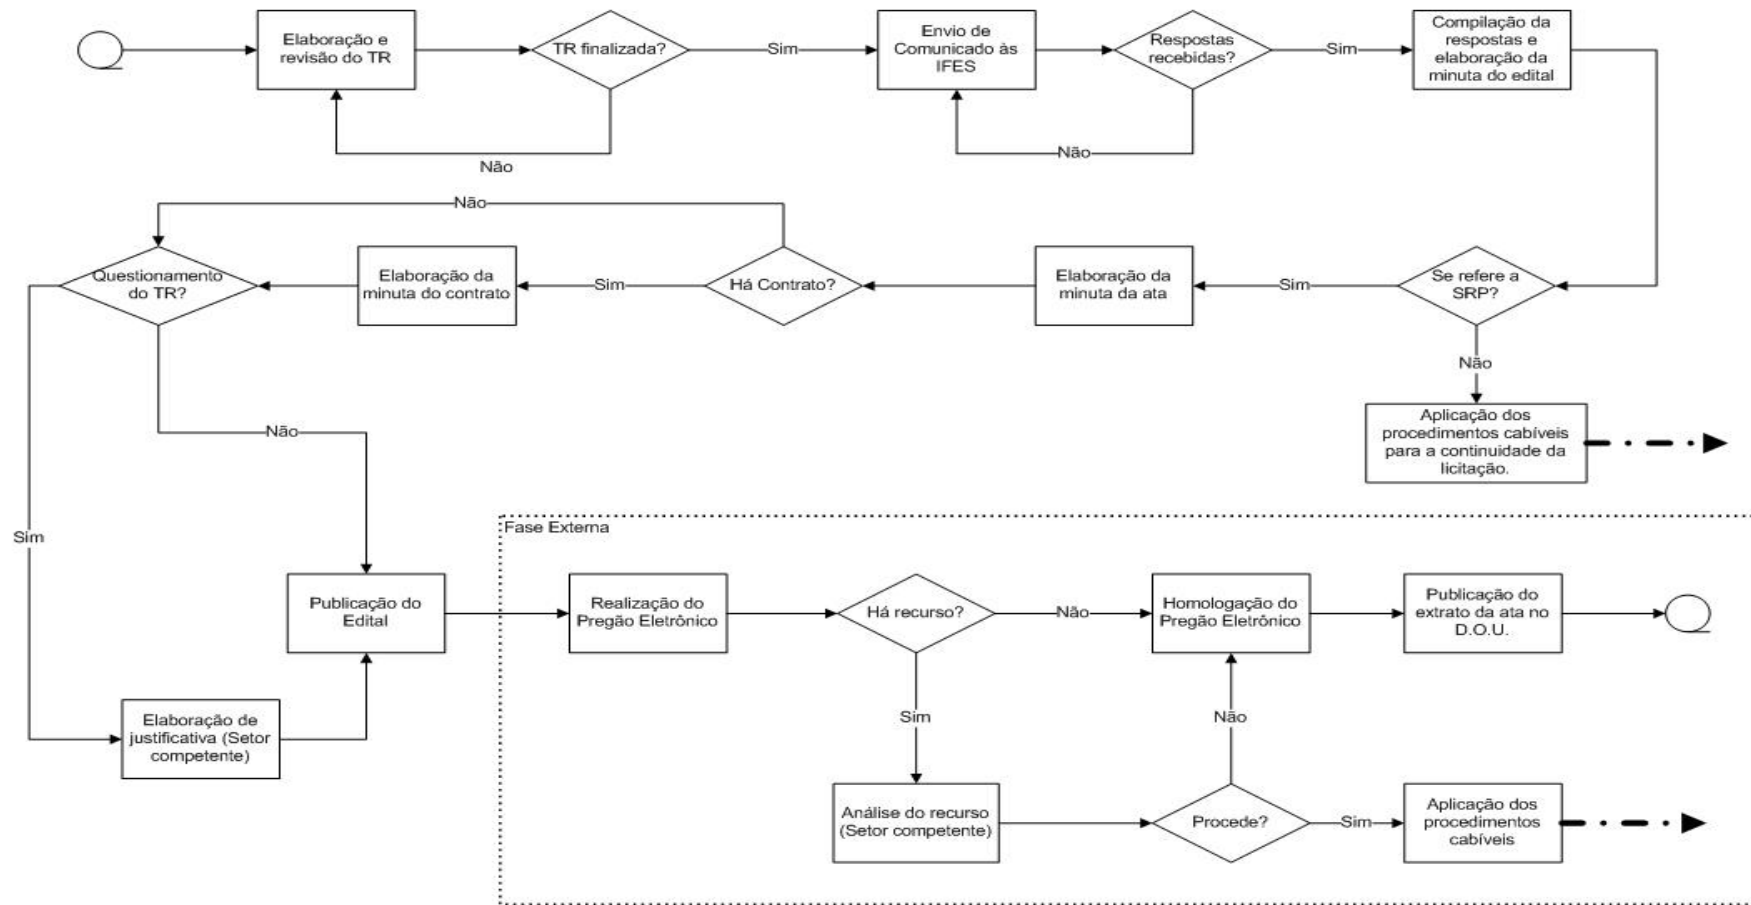 Elaboração e
revisão do TR
TR finalizada?
Sim
Não
Envio de
Comunicado às
IFES
Respostas
recebidas?
Sim
Não
Compilação da
respostas e
elaboração da
minuta do edital
Se refere a
SRP?
Sim
Não
Aplicação dos
procedimentos cabíveis
para a continuidade da
licitação.
Elaboração da
minuta da ata
Há Contrato?
Sim
Não
Elaboração da
minuta do contrato
Questionamento
do TR?
Não
Sim
Elaboração de
justificativa (Setor
competente)
Publicação do
Edital
Fase Externa
Realização do
Pregão Eletrônico
Há recurso?
Não
Sim
Homologação do
Pregão Eletrônico
Publicação do
extrato da ata no
D.O.U.
Análise do recurso
(Setor competente)
Procede?
Não
Sim
Aplicação dos
procedimentos
cabíveis